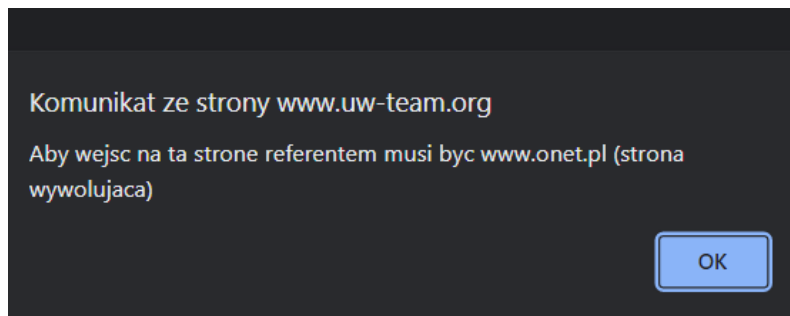 Komunikat ze strony www.uw-team.org
Aby wejsc na ta strone referentem musi byc www.onet.pl (strona
wywolujaca)
OK